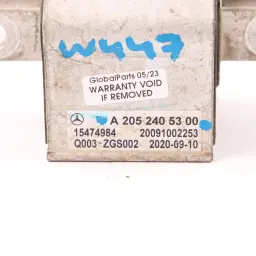 W447
GlobalParts 05/23
WARRANTY VOID
IF REMOVED
A 205 240 53 00
15474984 20091002253
Q003-ZGS002 2020-09-10